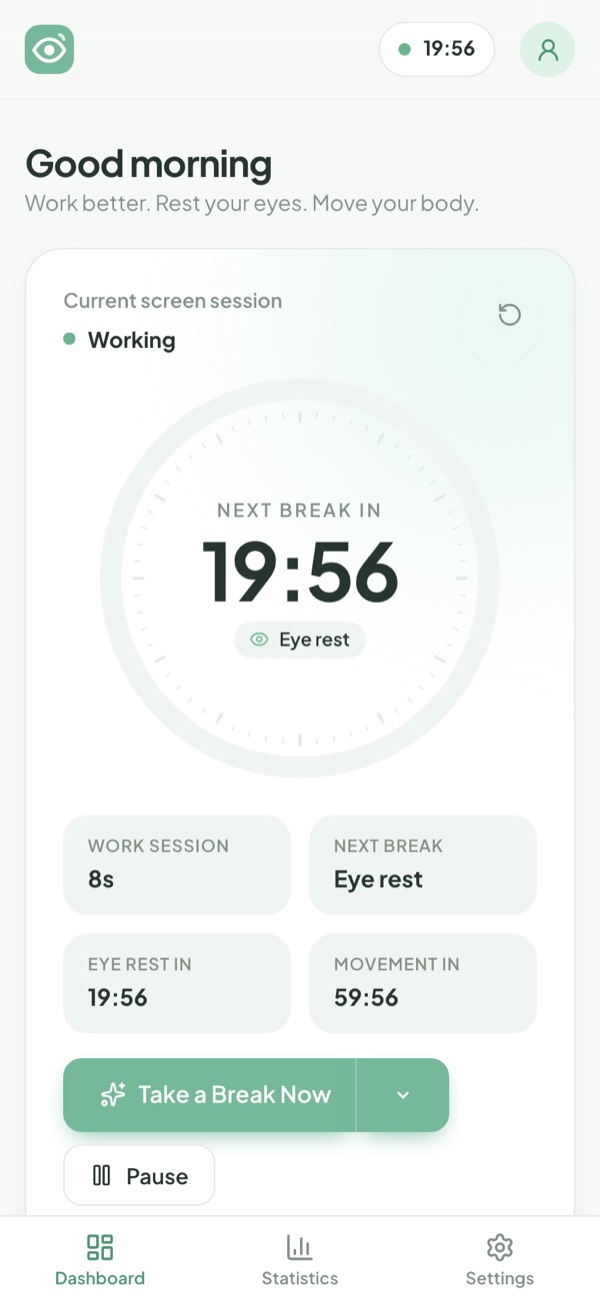 19:56
Good morning
Work better. Rest your eyes. Move your body.
Current screen session
Working
NEXT BREAK IN
19:56
Eye rest
WORK SESSION
8s
NEXT BREAK
Eye rest
EYE REST IN
19:56
MOVEMENT IN
59:56
Take a Break Now
Pause
Dashboard
Statistics
Settings